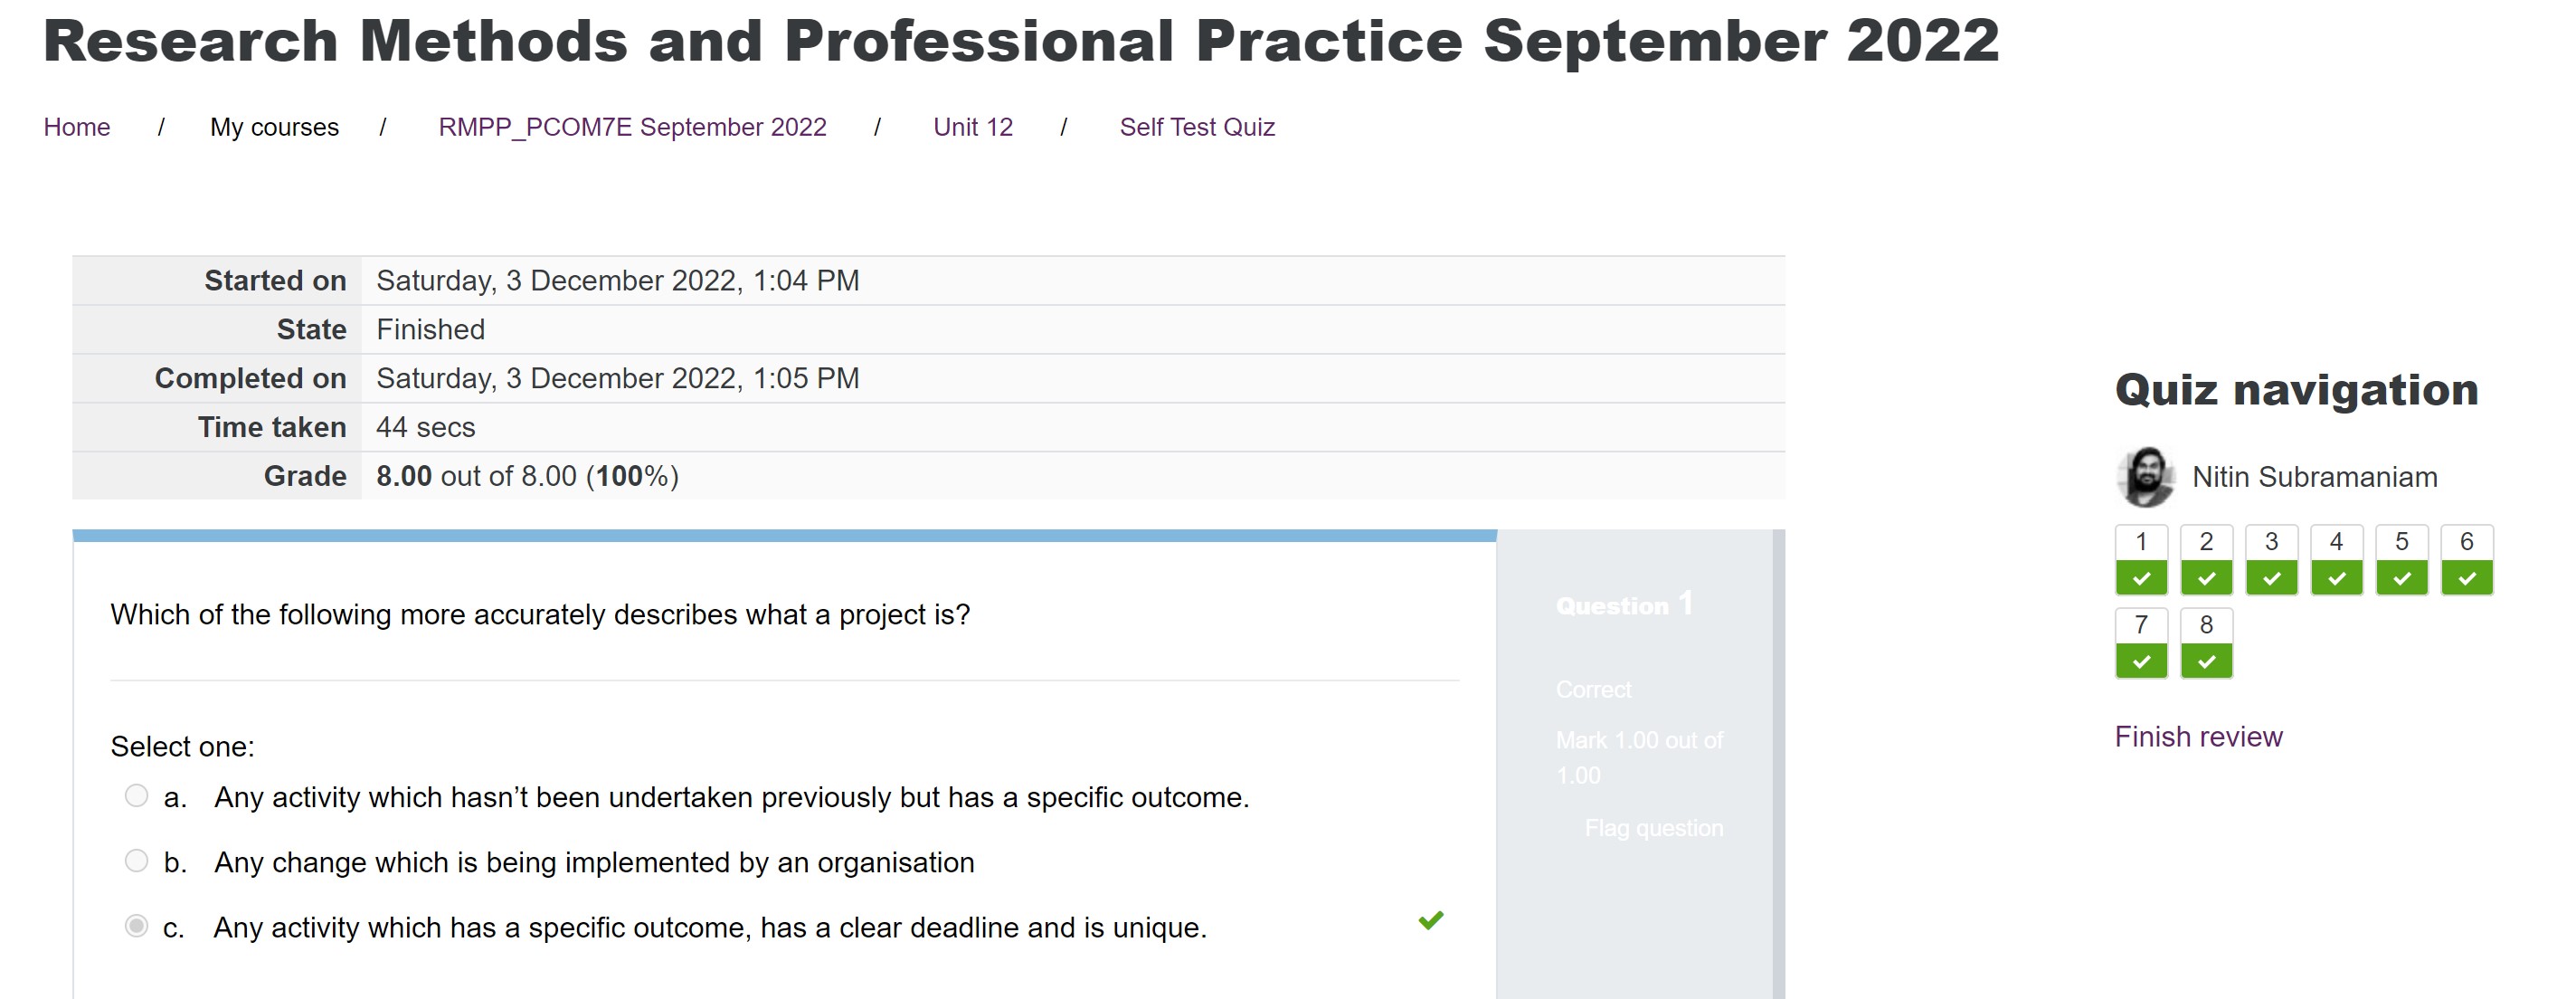 Research Methods and Professional Practice September 2022
Home / My courses / RMPP_PCOM7E September 2022 / Unit 12 / Self Test Quiz
Started on Saturday, 3 December 2022, 1:04 PM
State Finished
Completed on Saturday, 3 December 2022, 1:05 PM
Time taken 44 secs
Grade 8.00 out of 8.00 (100%)
Which of the following more accurately describes what a project is?
Select one:
a. Any activity which hasn’t been undertaken previously but has a specific outcome.
b. Any change which is being implemented by an organisation
c. Any activity which has a specific outcome, has a clear deadline and is unique.
Question 1
Correct
Mark 1.00 out of
1.00
Flag question
Quiz navigation
Nitin Subramaniam
1 2 3 4 5 6
7 8
Finish review